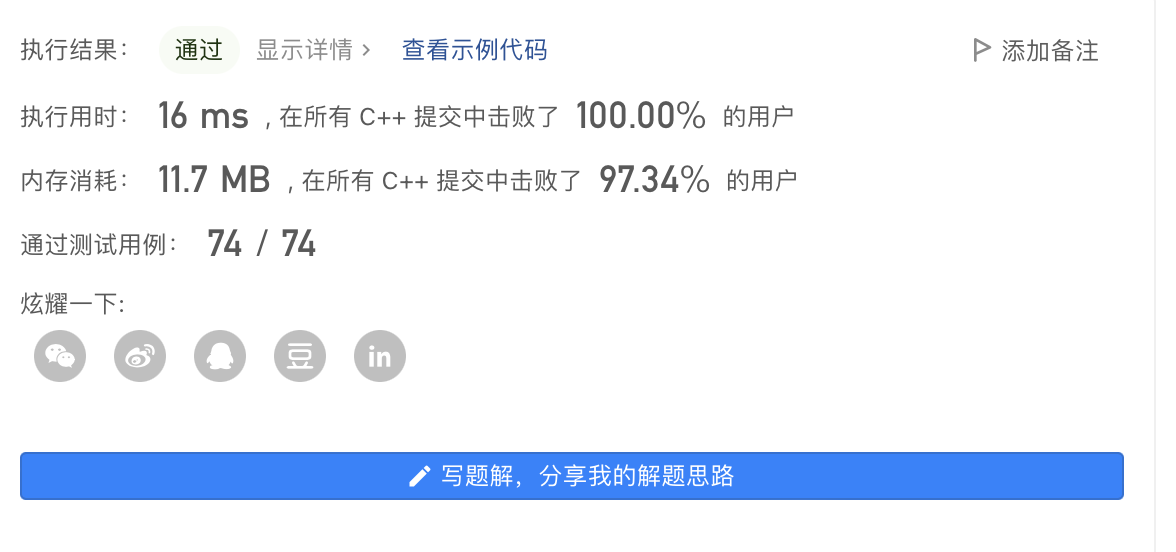 执行结果： 通过 显示详情 › 查看示例代码 添加备注
执行用时： 16 ms , 在所有 C++ 提交中击败了 100.00% 的用户
内存消耗： 11.7 MB , 在所有 C++ 提交中击败了 97.34% 的用户
通过测试用例： 74 / 74
炫耀一下:
豆 in
写题解，分享我的解题思路